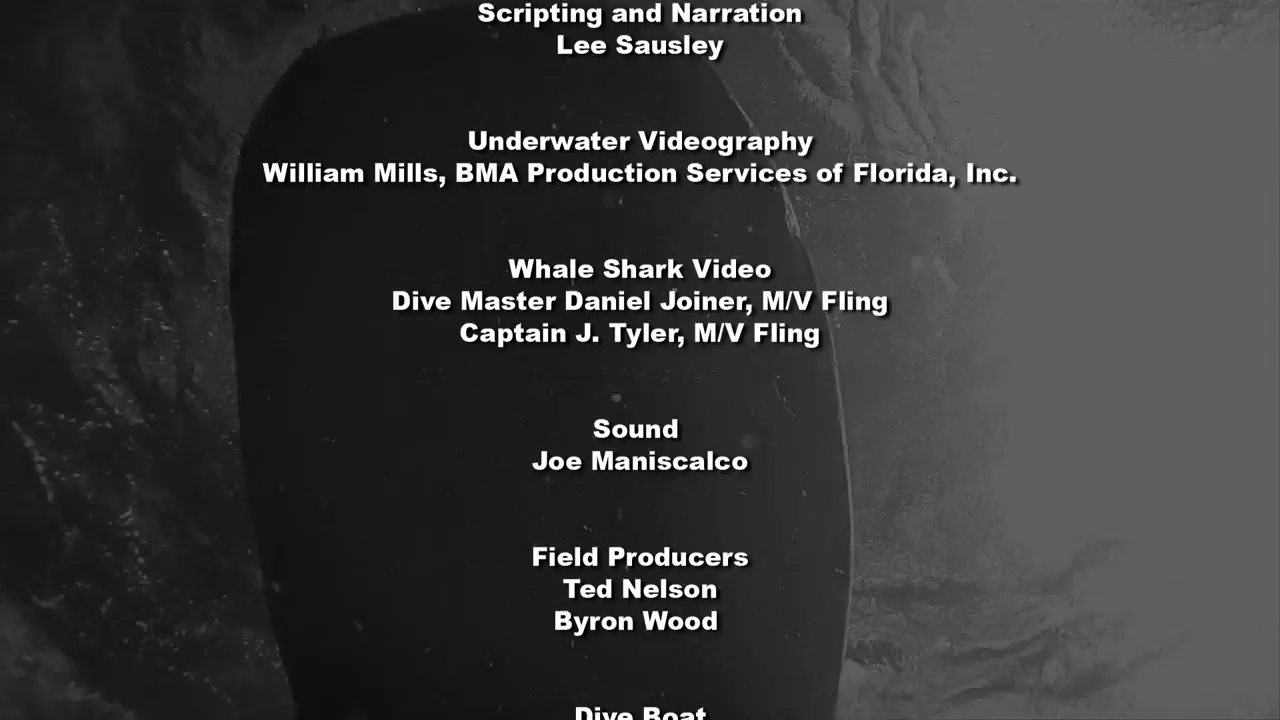 Scripting and Narration
Lee Sausley
Underwater Videography
William Mills, BMA Production Services of Florida, Inc.
Whale Shark Video
Dive Master Daniel Joiner, M/V Fling
Captain J. Tyler, M/V Fling
Sound
Joe Maniscalco
Field Producers
Ted Nelson
Byron Wood
Dive Boat